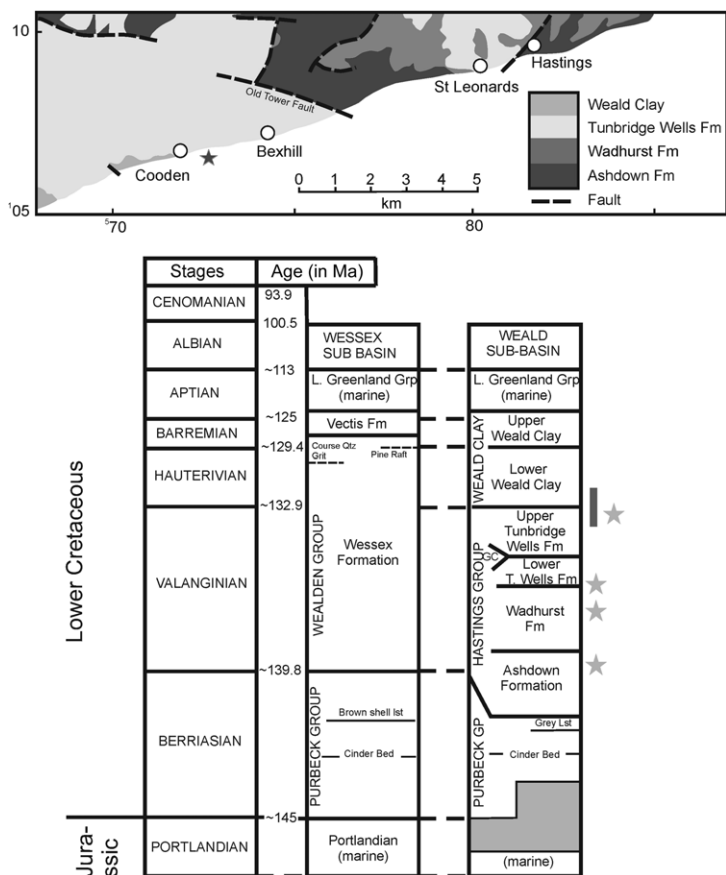 10
Hastings
St Leonards
Old Tower Fault
Bexhill
Cooden
Weald Clay
Tunbridge Wells Fm
Wadhurst Fm
Ashdown Fm
Fault
0 1 2 3 4 5
km
¹05
⁵70
80
Stages
Age (in Ma)
CENOMANIAN
93.9
100.5
ALBIAN
WESSEX
SUB BASIN
WEALD
SUB-BASIN
~113
APTIAN
L. Greenland Grp
(marine)
L. Greenland Grp
(marine)
~125
BARREMIAN
Vectis Fm
Upper
Weald Clay
~129.4
Course Qtz
Grit
Pine Raft
HAUTERIVIAN
Lower
Weald Clay
WEALD CLAY
~132.9
Lower Cretaceous
VALANGINIAN
WEALDEN GROUP
Wessex
Formation
HASTINGS GROUP
Upper
Tunbridge
Wells Fm
GC
Lower
T. Wells Fm
Wadhurst
Fm
Ashdown
Formation
~139.8
BERRIASIAN
PURBECK GROUP
Brown shell lst
Cinder Bed
PURBECK GP
Grey Lst
Cinder Bed
~145
Jura-
ssic
PORTLANDIAN
Portlandian
(marine)
(marine)